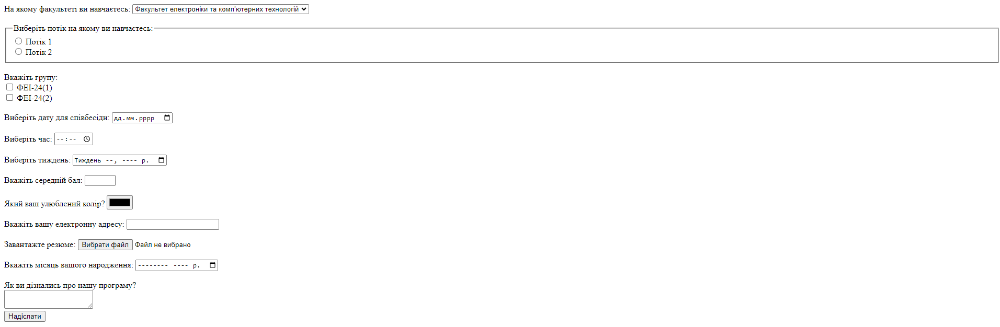 На якому факультеті ви навчаєтесь: Факультет електроніки та комп'ютерних технологій
Виберіть потік на якому ви навчаєтесь:
Потік 1
Потік 2
Вкажіть групу:
ФЕІ-24(1)
ФЕІ-24(2)
Виберіть дату для співбесіди: дд.мм.рррр
Виберіть час: --:--
Виберіть тиждень: Тиждень --, ---- р.
Вкажіть середній бал:
Який ваш улюблений колір?
Вкажіть вашу електронну адресу:
Завантажте резюме: Вибрати файл Файл не вибрано
Вкажіть місяць вашого народження: -------- ---- р.
Як ви дізнались про нашу програму?
Надіслати